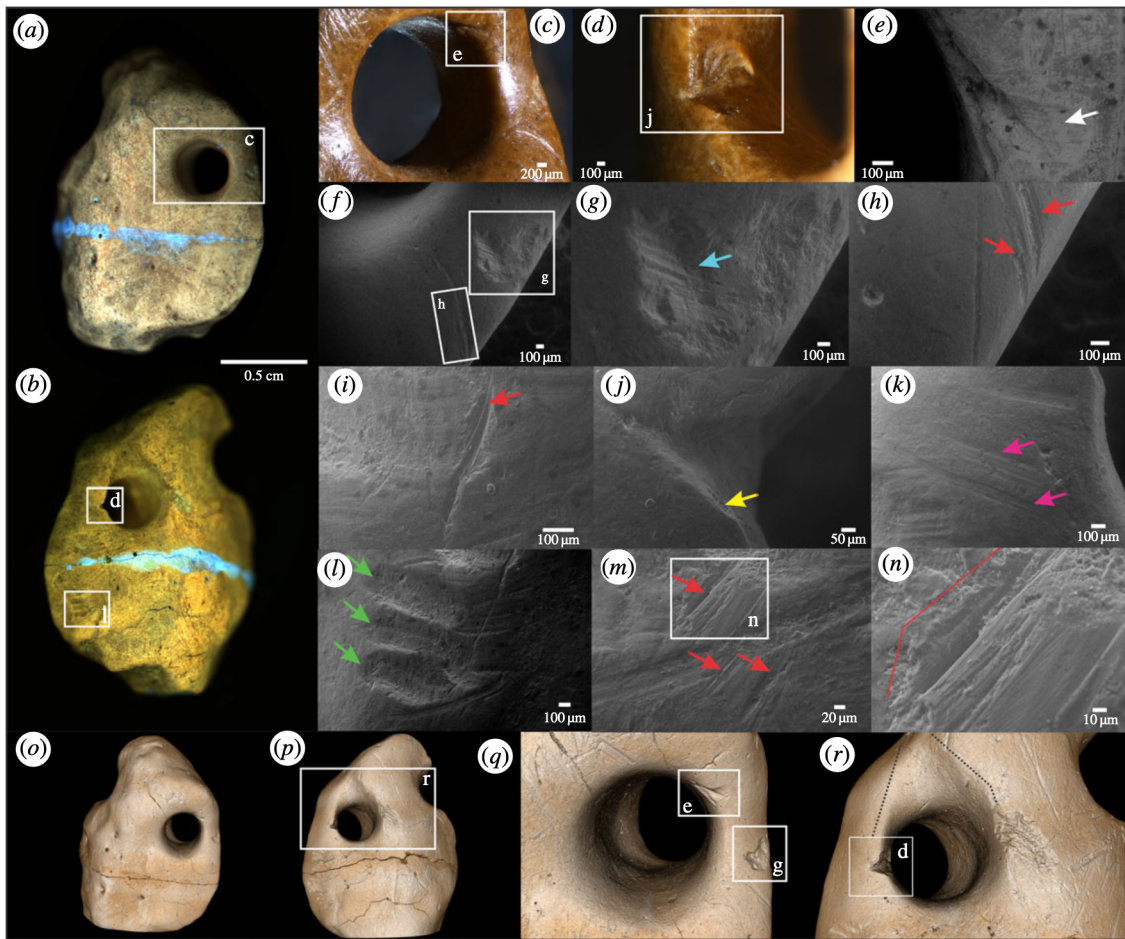 (a)
c
0.5 cm
(b)
d
l
(c)
e
200 µm
(d)
j
100 µm
(e)
100 µm
(f)
h
g
100 µm
(g)
100 µm
(h)
100 µm
(i)
100 µm
(j)
50 µm
(k)
100 µm
(l)
100 µm
(m)
n
20 µm
(n)
10 µm
(o)
(p)
r
(q)
e
g
(r)
d